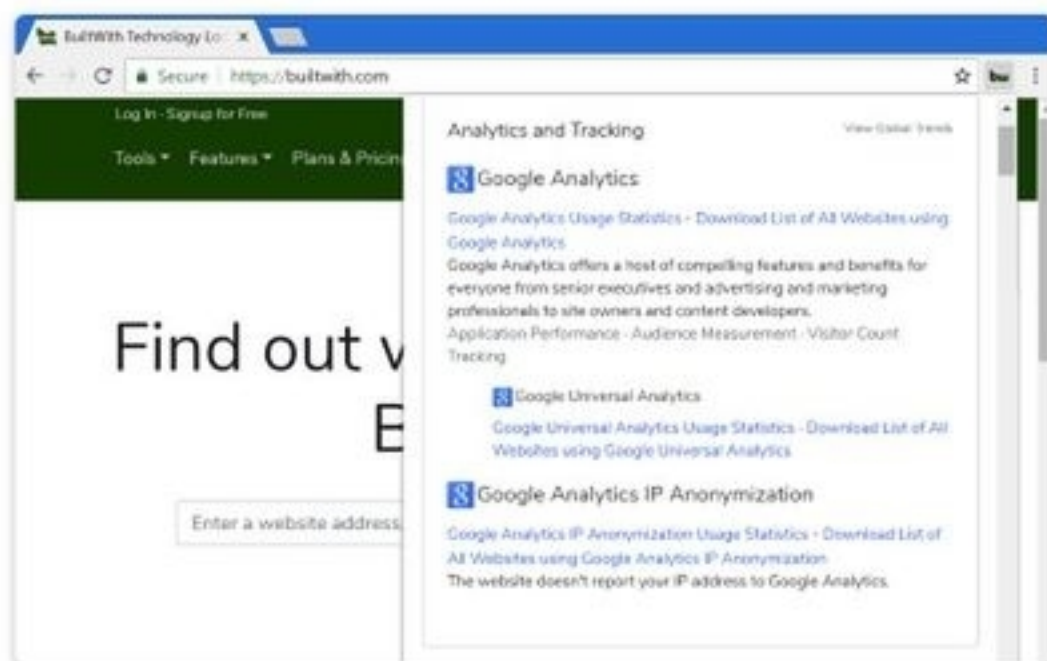 BuiltWith Technology Lo
Secure https://builtwith.com
bw
Log In - Signup for Free
Tools Features Plans & Pricing
Find out v
B
Enter a website address,
Analytics and Tracking
View Global Trends
Google Analytics
Google Analytics Usage Statistics - Download List of All Websites using
Google Analytics
Google Analytics offers a host of compelling features and benefits for
everyone from senior executives and advertising and marketing
professionals to site owners and content developers.
Application Performance · Audience Measurement · Visitor Count
Tracking
Google Universal Analytics
Google Universal Analytics Usage Statistics - Download List of All
Websites using Google Universal Analytics
Google Analytics IP Anonymization
Google Analytics IP Anonymization Usage Statistics - Download List of
All Websites using Google Analytics IP Anonymization
The website doesn't report your IP address to Google Analytics.